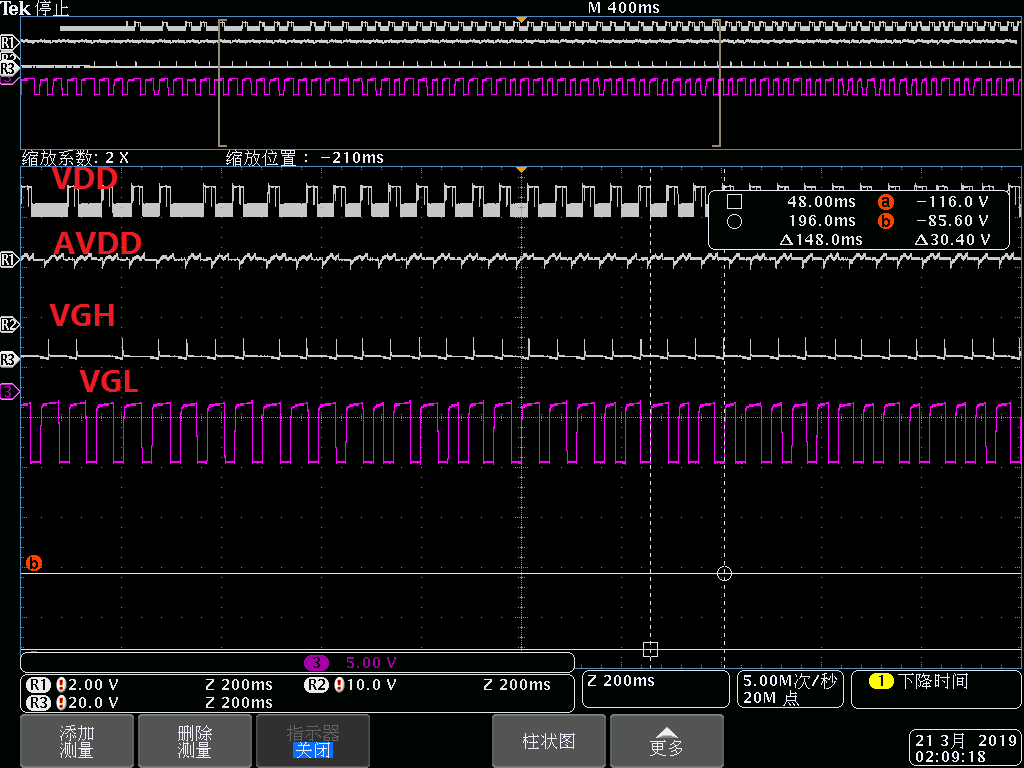 Tek 停止
M 400ms
R1
R3
缩放系数: 2 X
缩放位置： −210ms
VDD
48.00ms
a
−116.0 V
196.0ms
b
−85.60 V
Δ148.0ms
Δ30.40 V
AVDD
R1
VGH
R2
R3
VGL
3
b
3 5.00 V
R1 2.00 V Z 200ms R2 10.0 V Z 200ms
R3 20.0 V Z 200ms
Z 200ms
5.00M次/秒
20M 点
1 下降时间
添加
测量
删除
测量
指示器
关闭
柱状图
更多
21 3月 2019
02:09:18